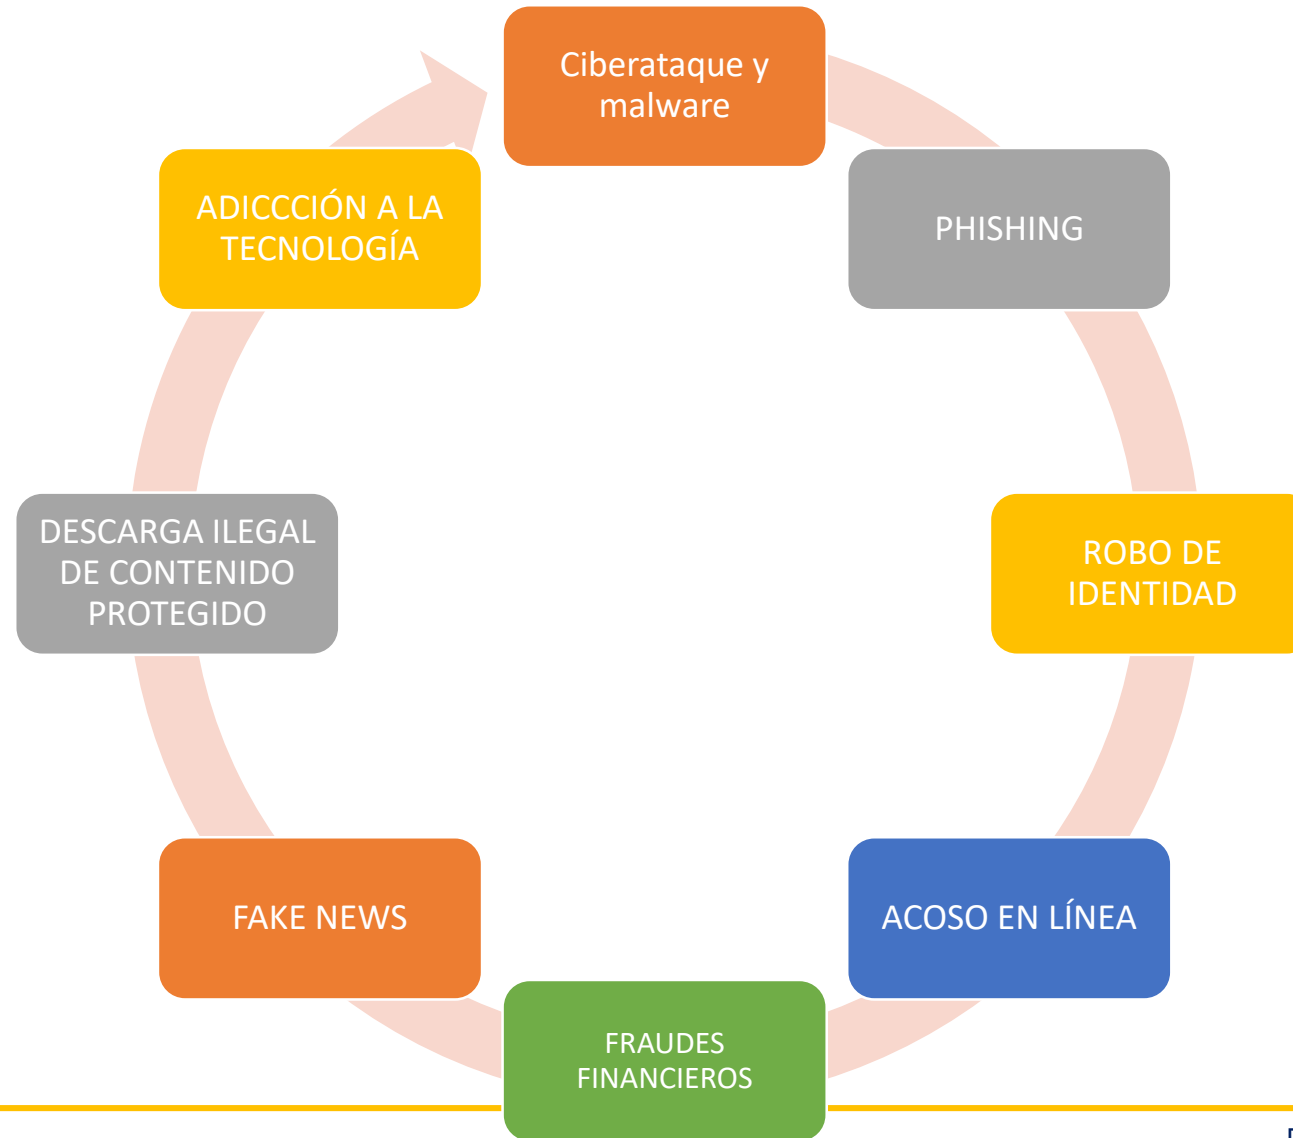 Ciberataque y
malware
PHISHING
ROBO DE
IDENTIDAD
ACOSO EN LÍNEA
FRAUDES
FINANCIEROS
FAKE NEWS
DESCARGA ILEGAL
DE CONTENIDO
PROTEGIDO
ADICCCIÓN A LA
TECNOLOGÍA